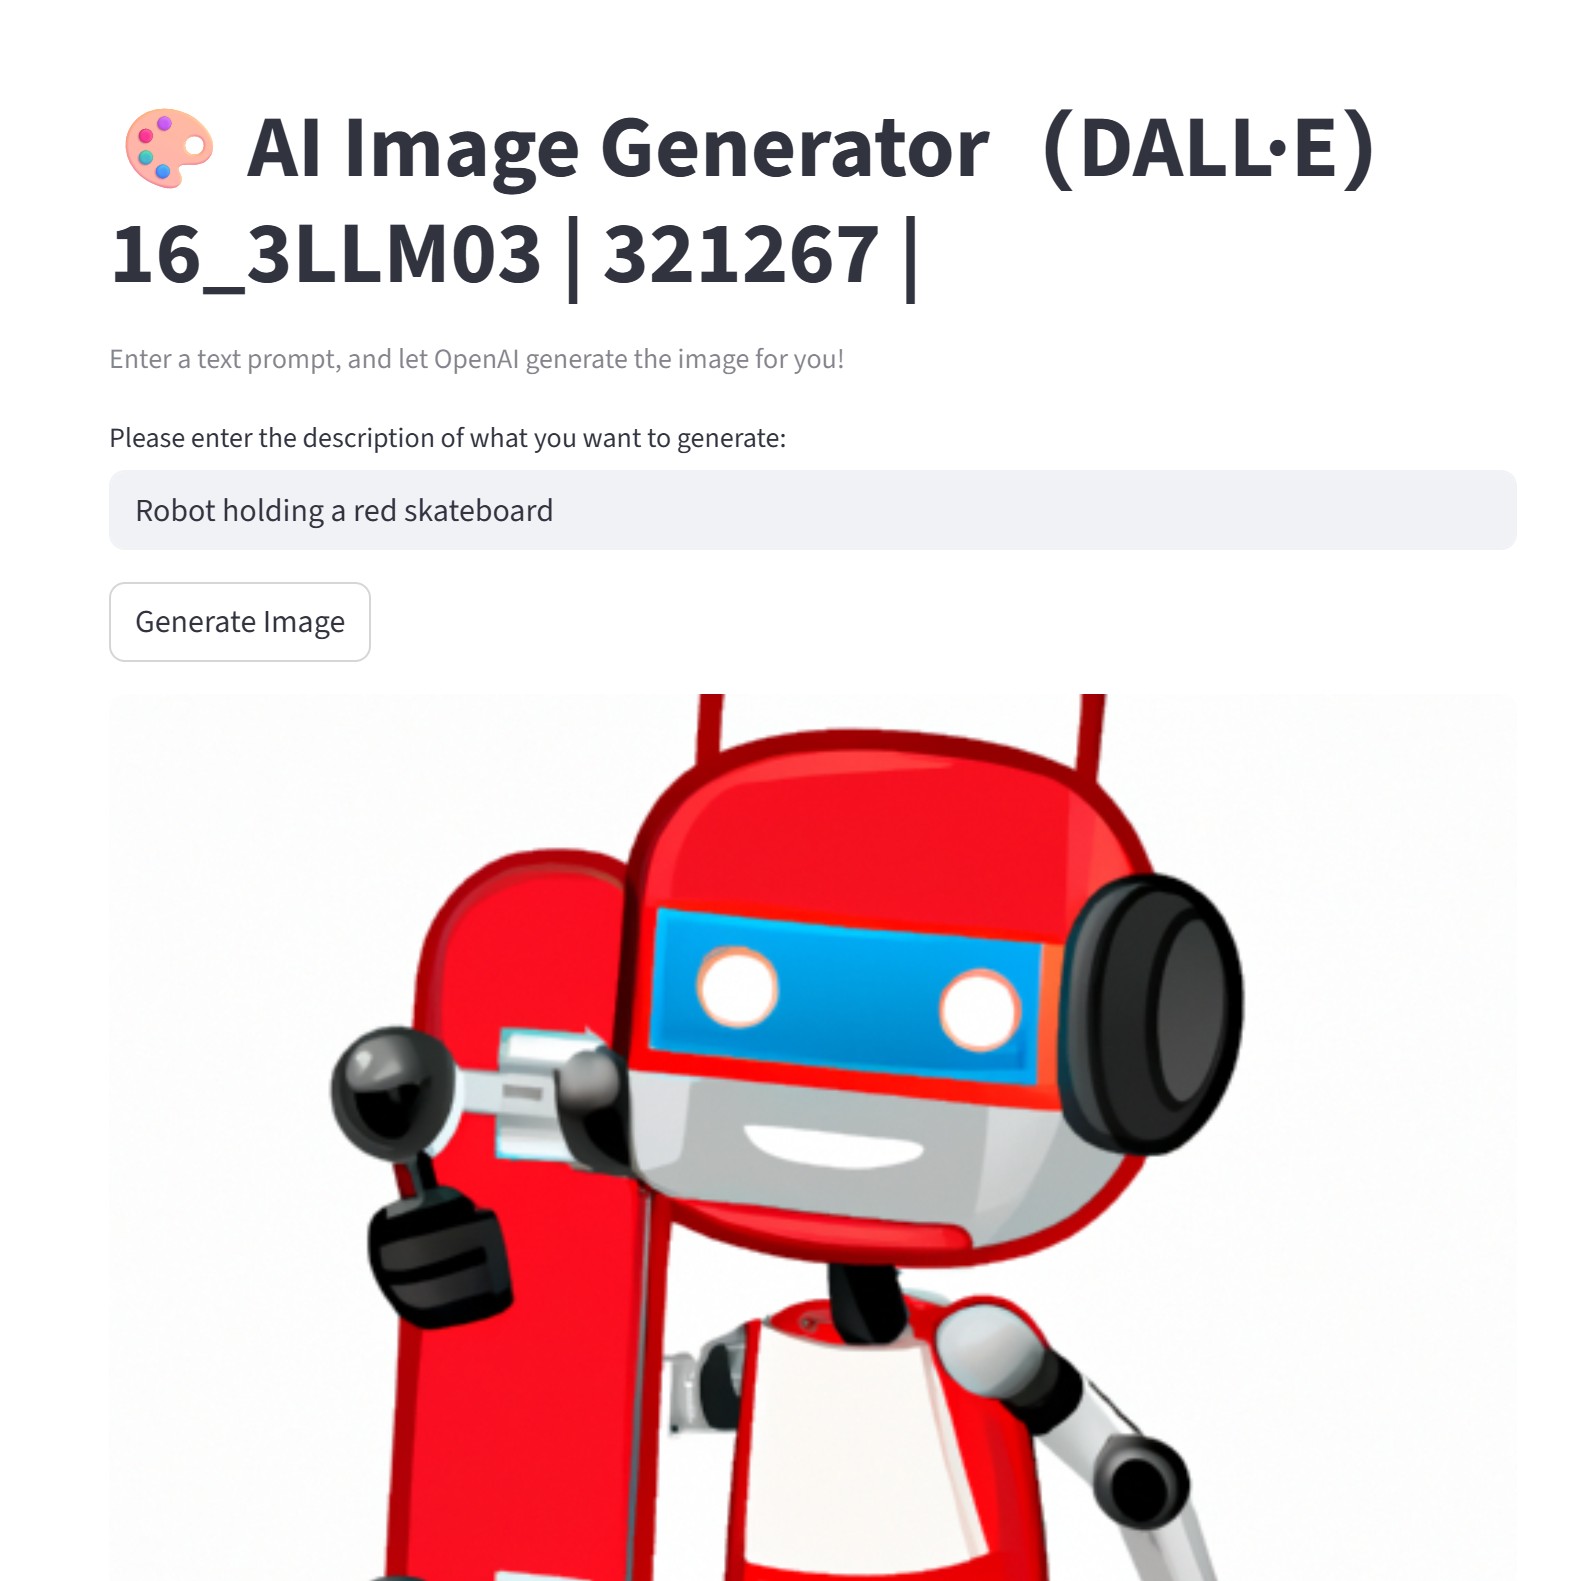 AI Image Generator（DALL·E）
16_3LLM03 | 321267 |
Enter a text prompt, and let OpenAI generate the image for you!
Please enter the description of what you want to generate:
Robot holding a red skateboard
Generate Image